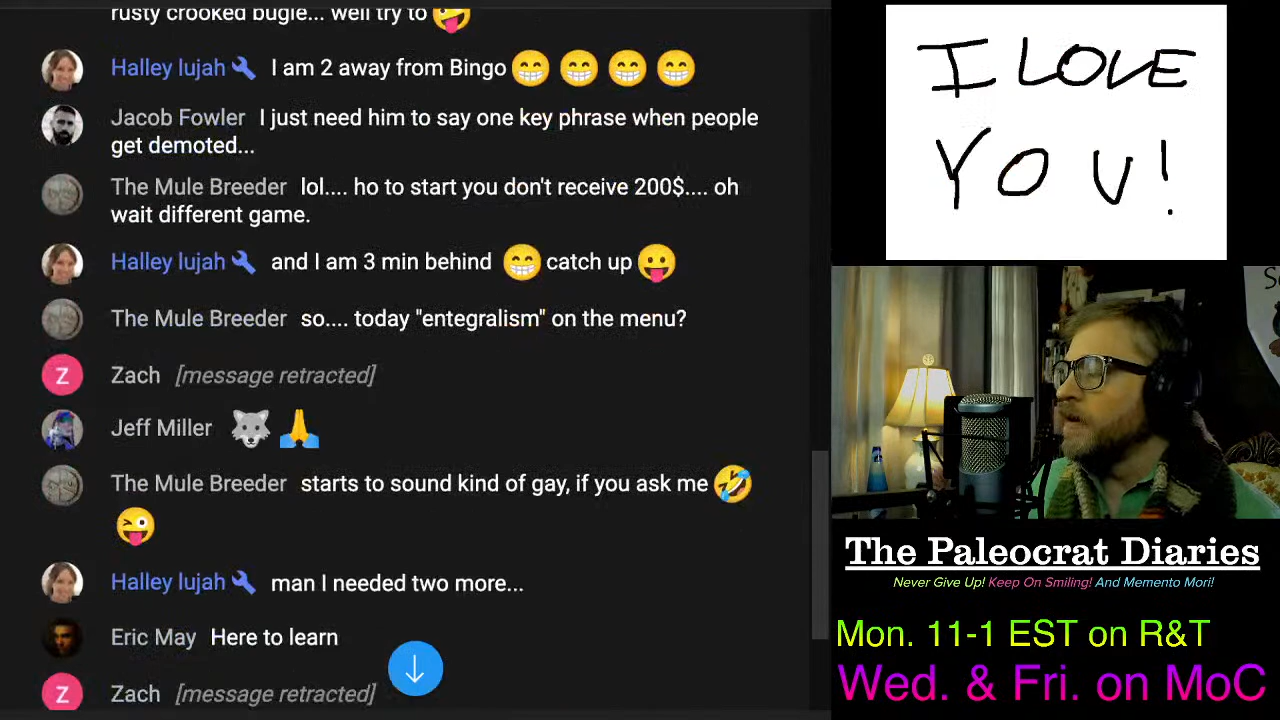 rusty crooked bugle... well try to
Halley lujah I am 2 away from Bingo
Jacob Fowler I just need him to say one key phrase when people
get demoted...
The Mule Breeder lol.... ho to start you don't receive 200$.... oh
wait different game.
Halley lujah and I am 3 min behind catch up
The Mule Breeder so.... today "entegralism" on the menu?
Z Zach [message retracted]
Jeff Miller
The Mule Breeder starts to sound kind of gay, if you ask me
Halley lujah man I needed two more...
Eric May Here to learn
Z Zach [message retracted]
I LOVE
YOU!
The Paleocrat Diaries
Never Give Up! Keep On Smiling! And Memento Mori!
Mon. 11-1 EST on R&T
Wed. & Fri. on MoC